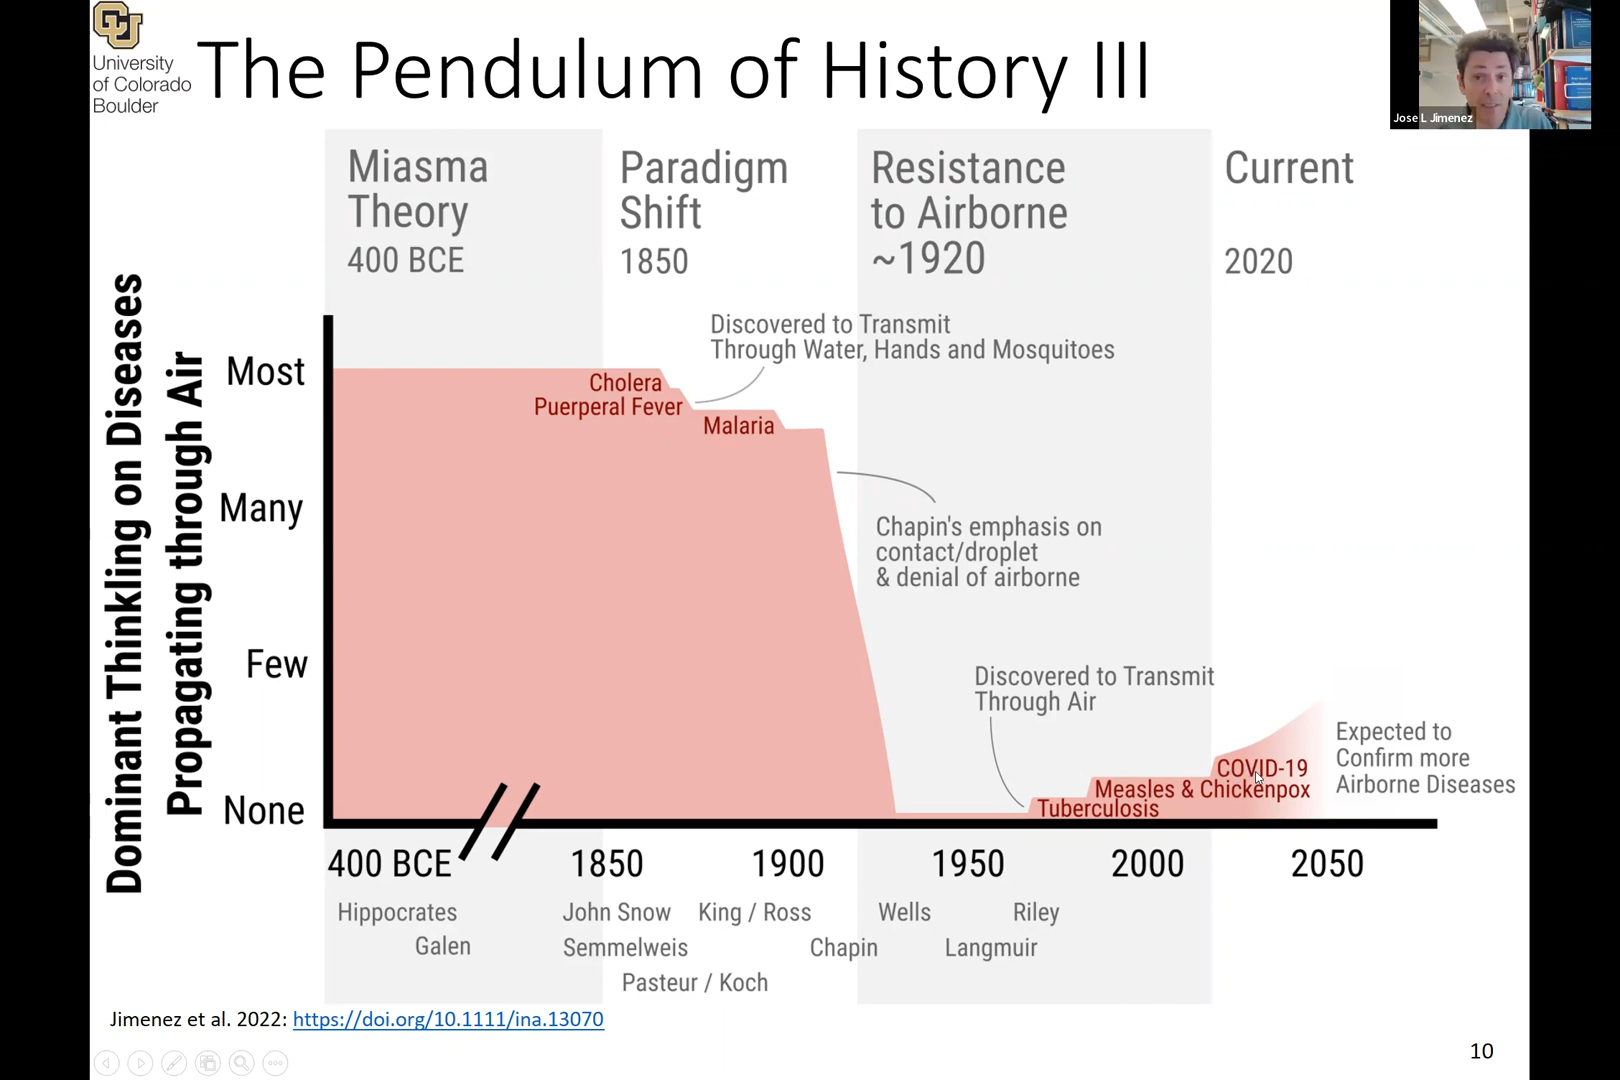 University
of Colorado
Boulder
The Pendulum of History III
Jose L Jimenez
Miasma
Theory
400 BCE
Paradigm
Shift
1850
Resistance
to Airborne
~1920
Current
2020
Dominant Thinkling on Diseases
Propagating through Air
Most
Many
Few
None
Discovered to Transmit
Through Water, Hands and Mosquitoes
Cholera
Puerperal Fever
Malaria
Chapin's emphasis on
contact/droplet
& denial of airborne
Discovered to Transmit
Through Air
COVID-19
Measles & Chickenpox
Tuberculosis
Expected to
Confirm more
Airborne Diseases
400 BCE 1850 1900 1950 2000 2050
Hippocrates John Snow King / Ross Wells Riley
Galen Semmelweis Chapin Langmuir
Pasteur / Koch
Jimenez et al. 2022: https://doi.org/10.1111/ina.13070
10